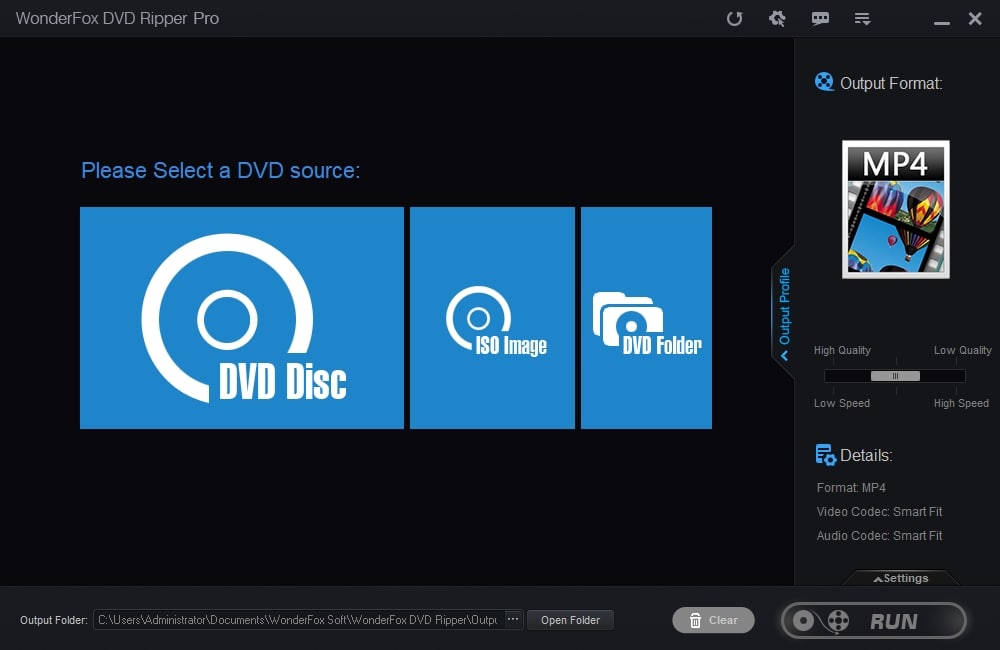 WonderFox DVD Ripper Pro
Output Format:
MP4
Please Select a DVD source:
DVD Disc
ISO Image
DVD Folder
Output Profile
High Quality Low Quality
Low Speed High Speed
Details:
Format: MP4
Video Codec: Smart Fit
Audio Codec: Smart Fit
Settings
Output Folder: C:\Users\Administrator\Documents\WonderFox Soft\WonderFox DVD Ripper\Outpu ... Open Folder Clear RUN